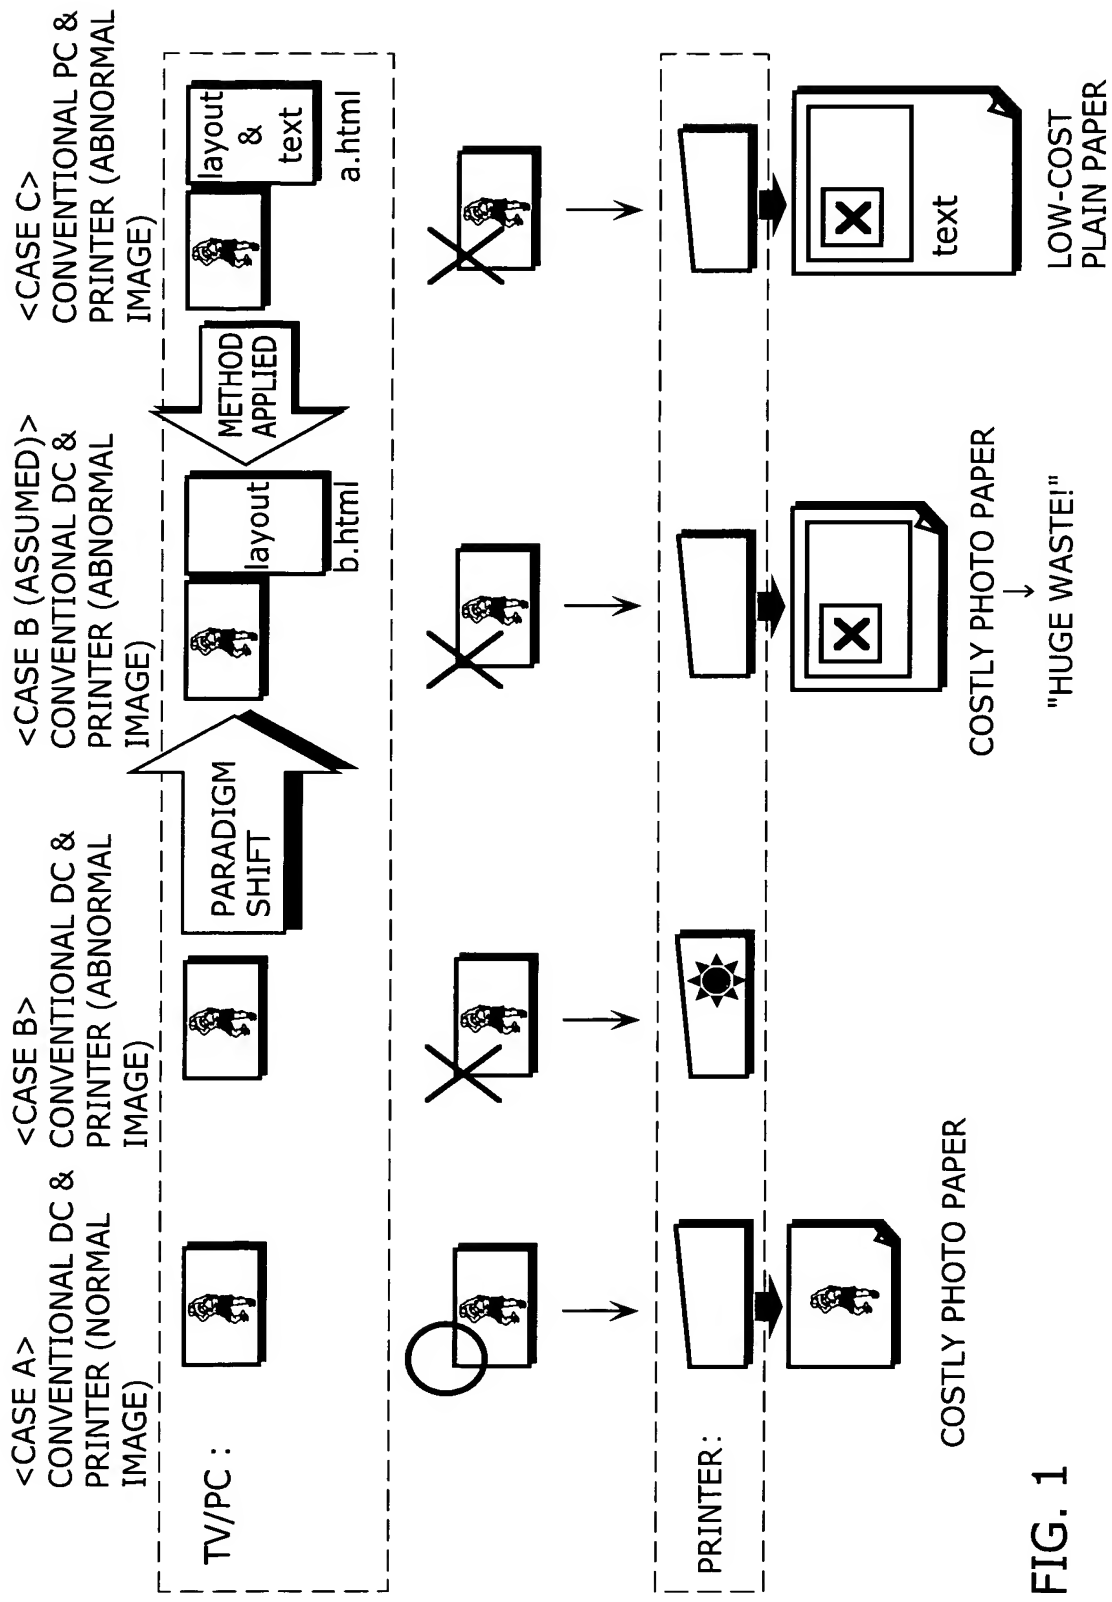 <CASE A>
CONVENTIONAL DC &
PRINTER (NORMAL
IMAGE)
<CASE B>
CONVENTIONAL DC &
PRINTER (ABNORMAL
IMAGE)
<CASE B (ASSUMED)>
CONVENTIONAL DC &
PRINTER (ABNORMAL
IMAGE)
<CASE C>
CONVENTIONAL PC &
PRINTER (ABNORMAL
IMAGE)
TV/PC :
PARADIGM
SHIFT
layout
b.html
METHOD
APPLIED
layout
&
text
a.html
PRINTER:
text
COSTLY PHOTO PAPER
COSTLY PHOTO PAPER
↓
"HUGE WASTE!"
LOW-COST
PLAIN PAPER
FIG. 1